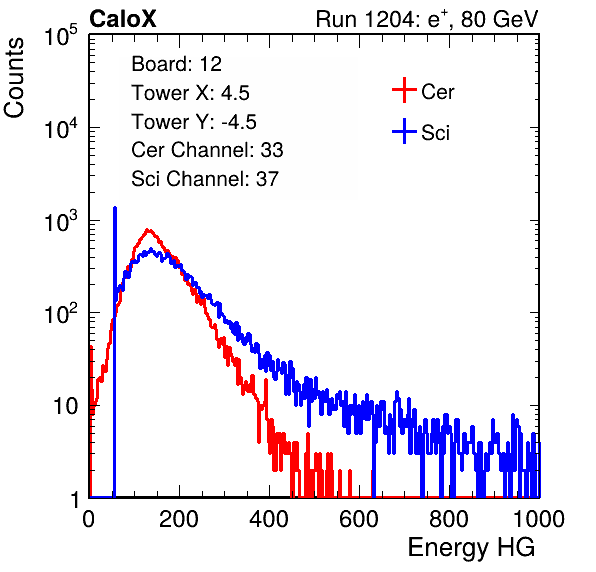 CaloX Run 1204: e⁺, 80 GeV
Counts
10⁵
10⁴
10³
10²
10
1
Board: 12
Tower X: 4.5
Tower Y: -4.5
Cer Channel: 33
Sci Channel: 37
Cer
Sci
0 200 400 600 800 1000
Energy HG